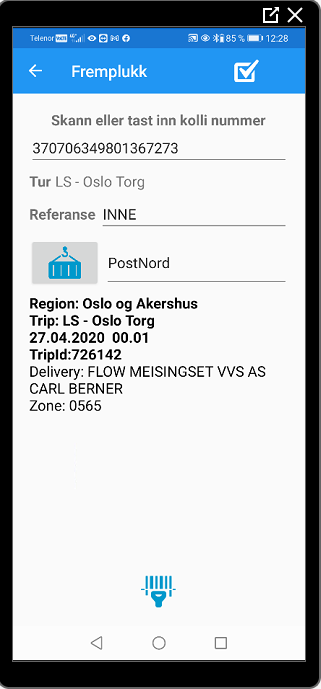 Telenor VoLTE 85 % 12:28
Fremplukk
Skann eller tast inn kolli nummer
370706349801367273
Tur LS - Oslo Torg
Referanse INNE
PostNord
Region: Oslo og Akershus
Trip: LS - Oslo Torg
27.04.2020 00.01
TripId:726142
Delivery: FLOW MEISINGSET VVS AS
CARL BERNER
Zone: 0565